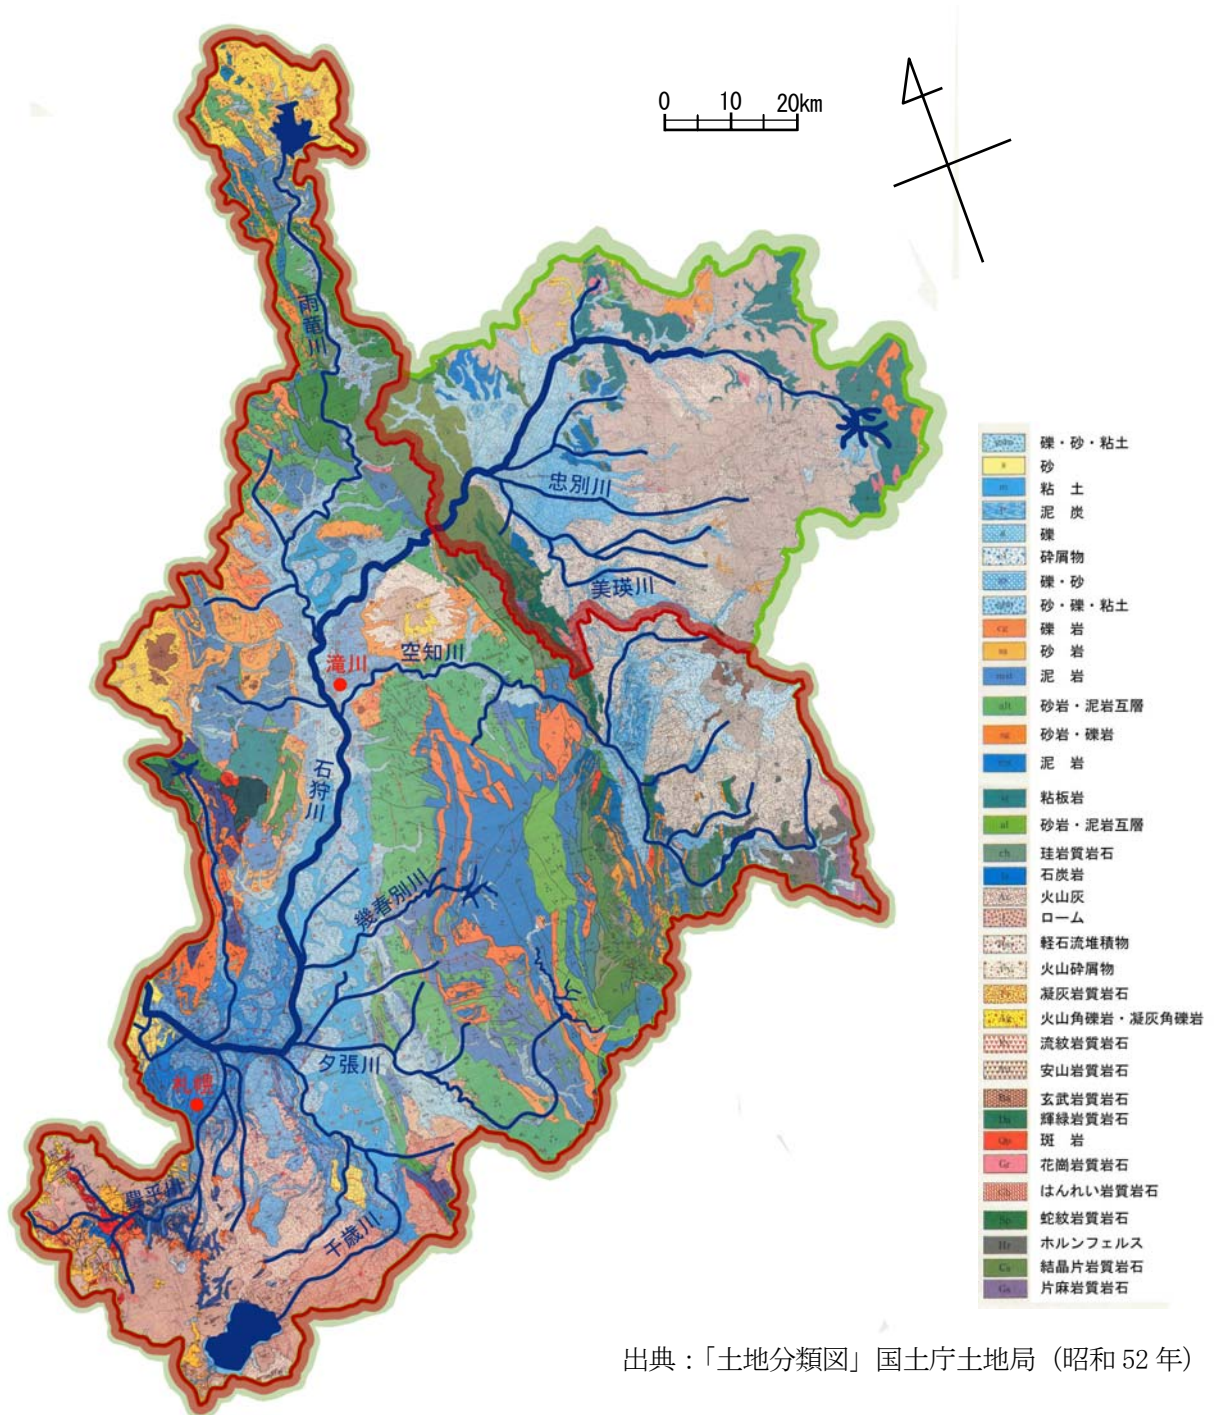 0 10 20km
雨竜川
忠別川
美瑛川
空知川
滝川
石狩川
幾春別川
夕張川
札幌
豊平川
千歳川
礫・砂・粘土
砂
粘 土
泥 炭
礫
砕屑物
礫・砂
砂・礫・粘土
礫 岩
砂 岩
泥 岩
砂岩・泥岩互層
砂岩・礫岩
泥 岩
粘板岩
砂岩・泥岩互層
珪岩質岩石
石炭岩
火山灰
ローム
軽石流堆積物
火山砕屑物
凝灰岩質岩石
火山角礫岩・凝灰角礫岩
流紋岩質岩石
安山岩質岩石
玄武岩質岩石
輝緑岩質岩石
斑 岩
花崗岩質岩石
はんれい岩質岩石
蛇紋岩質岩石
ホルンフェルス
結晶片岩質岩石
片麻岩質岩石
出典：「土地分類図」国土庁土地局（昭和 52 年）